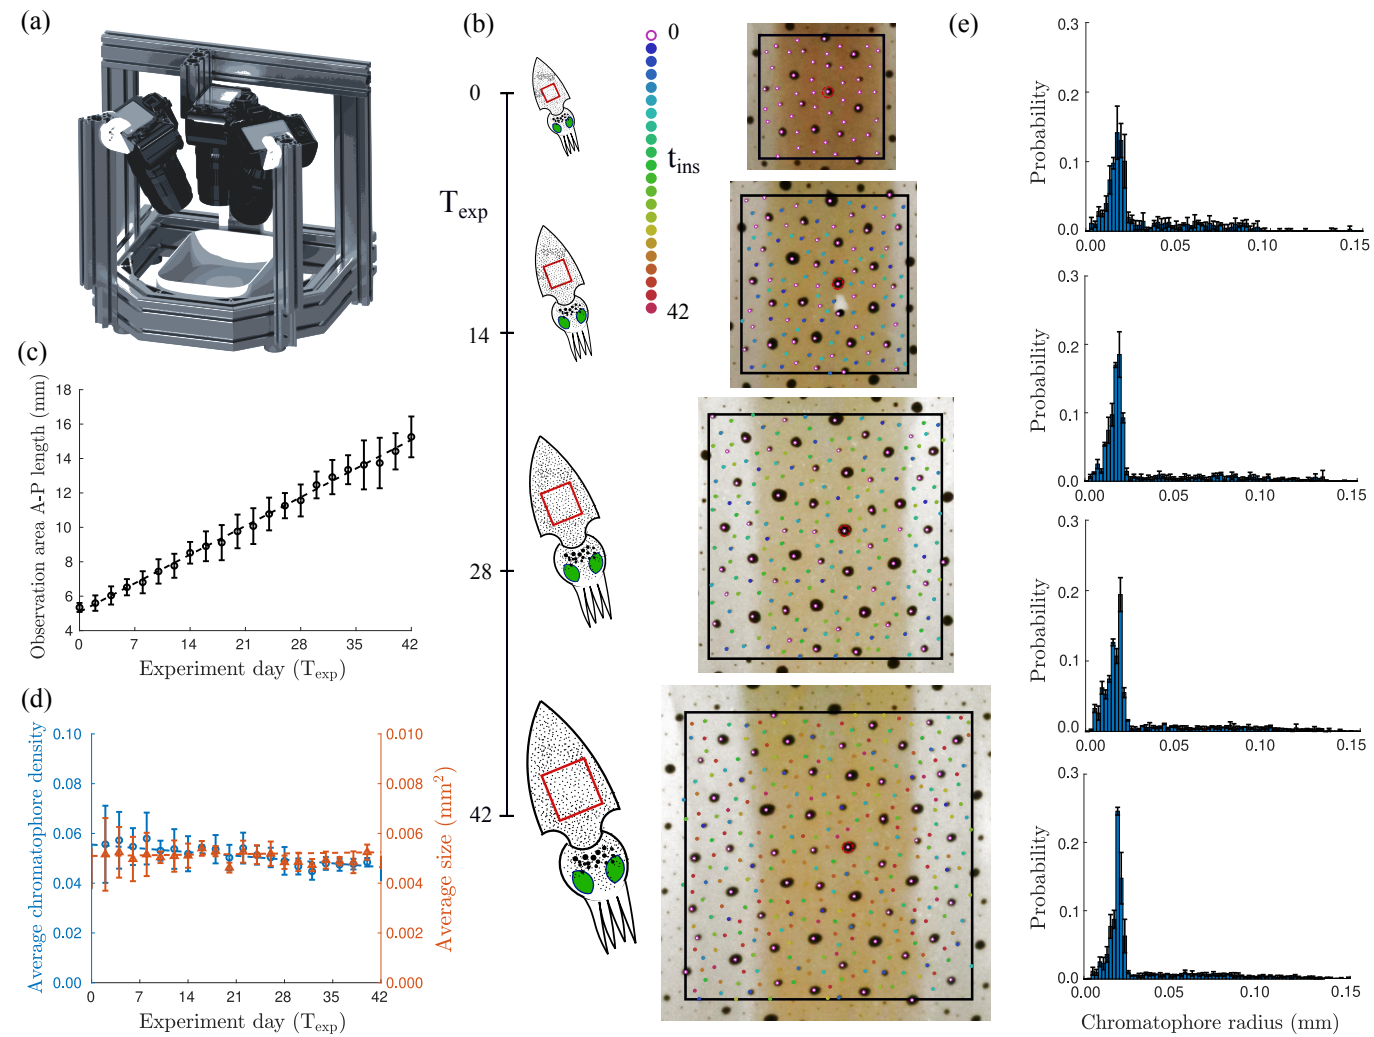 (a)
(b)
0
t_ins
42
T_exp
0
14
28
42
(c)
Observation area A-P length (mm)
18
16
14
12
10
8
6
4
0 7 14 21 28 35 42
Experiment day (T_exp)
(d)
Average chromatophore density
0.10
0.08
0.06
0.04
0.02
0.00
0.010
0.008
0.006
0.004
0.002
0.000
Average size (mm²)
0 7 14 21 28 35 42
Experiment day (T_exp)
(e)
Probability
0.3
0.2
0.1
0.0
0.00 0.05 0.10 0.15
Probability
0.3
0.2
0.1
0.0
0.00 0.05 0.10 0.15
Probability
0.3
0.2
0.1
0.0
0.00 0.05 0.10 0.15
Probability
0.3
0.2
0.1
0.0
0.00 0.05 0.10 0.15
Chromatophore radius (mm)